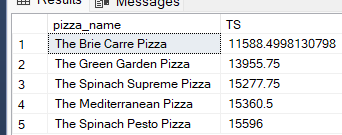 Results Messages
pizza_name TS
1 The Brie Carre Pizza 11588.4998130798
2 The Green Garden Pizza 13955.75
3 The Spinach Supreme Pizza 15277.75
4 The Mediterranean Pizza 15360.5
5 The Spinach Pesto Pizza 15596